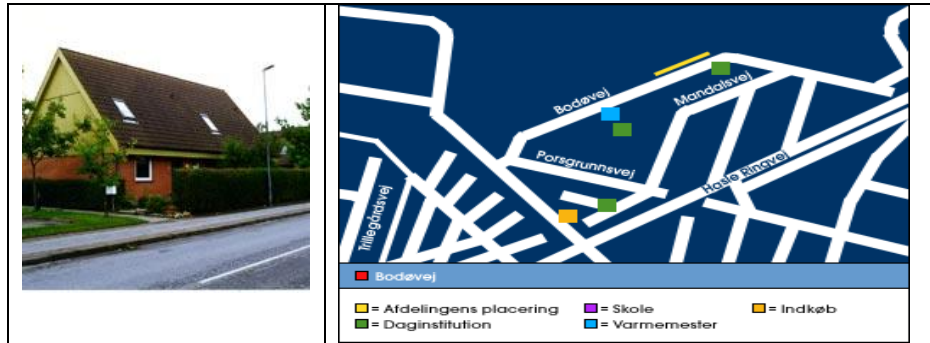 Bodøvej
Mandalsvej
Porsgrunnsvej
Hasle Ringvej
Trillegårdsvej
Bodøvej
= Afdelingens placering = Skole = Indkøb
= Daginstitution = Varmemester